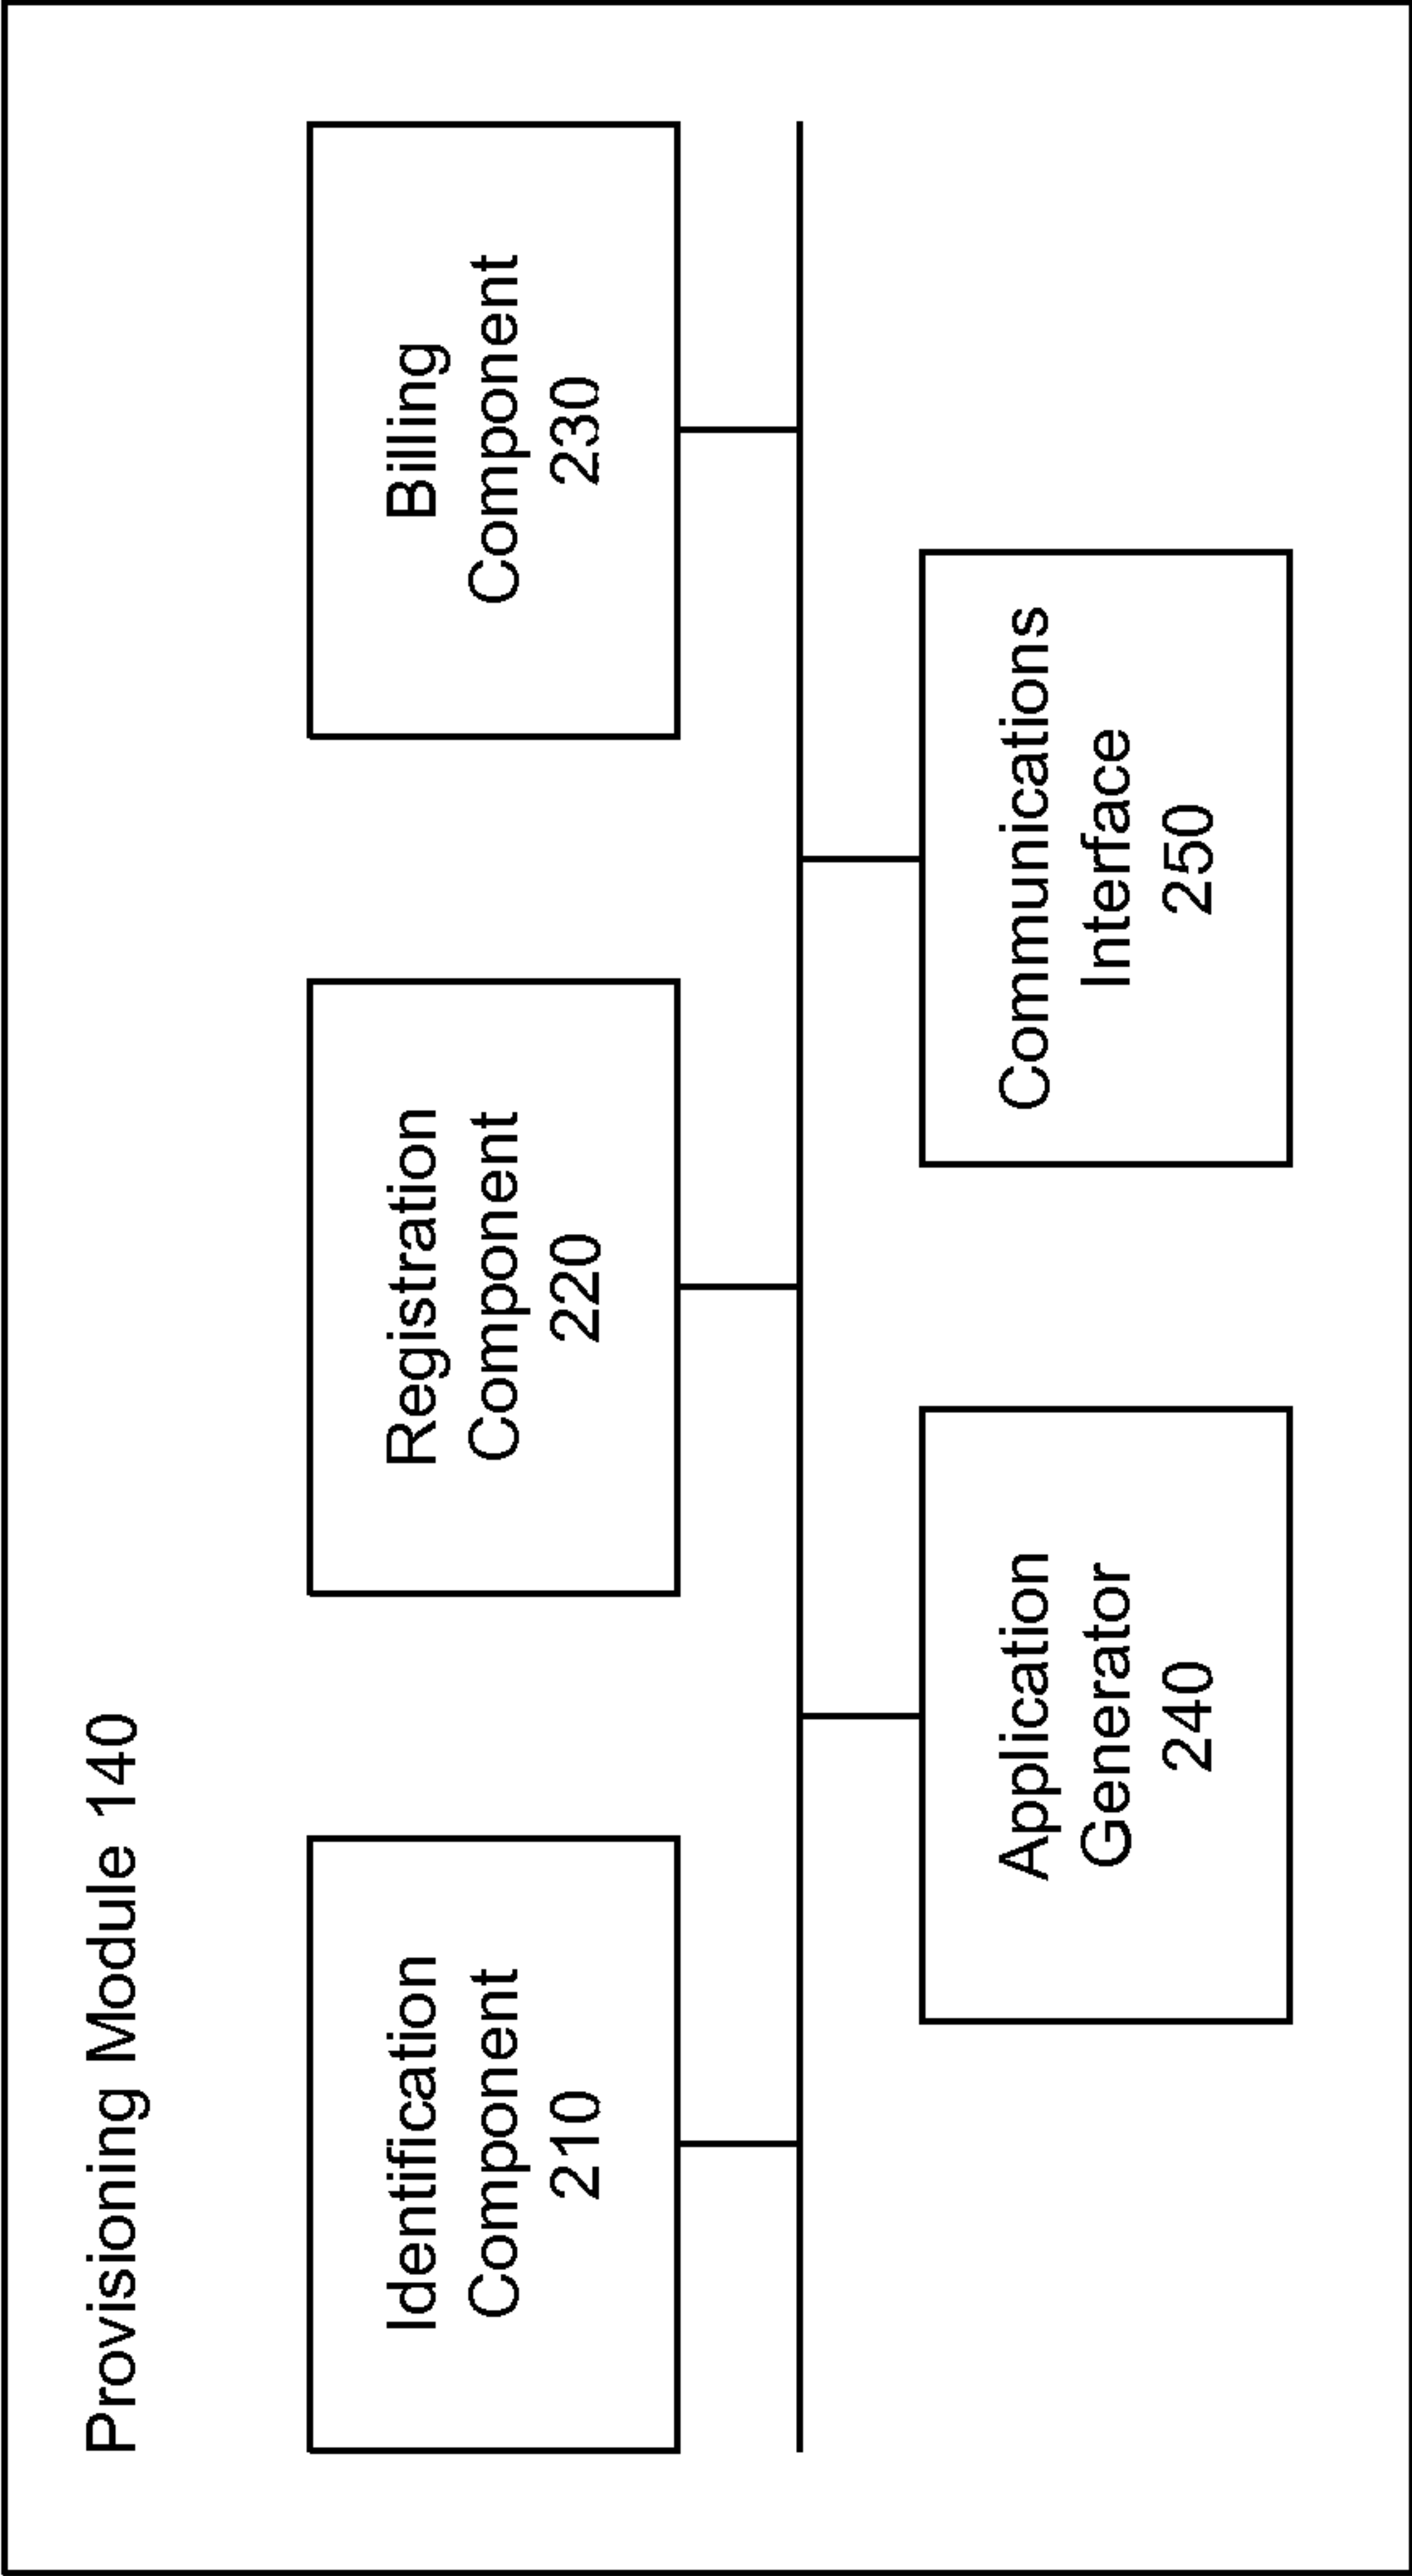 Provisioning Module 140
Identification
Component
210
Registration
Component
220
Billing
Component
230
Application
Generator
240
Communications
Interface
250